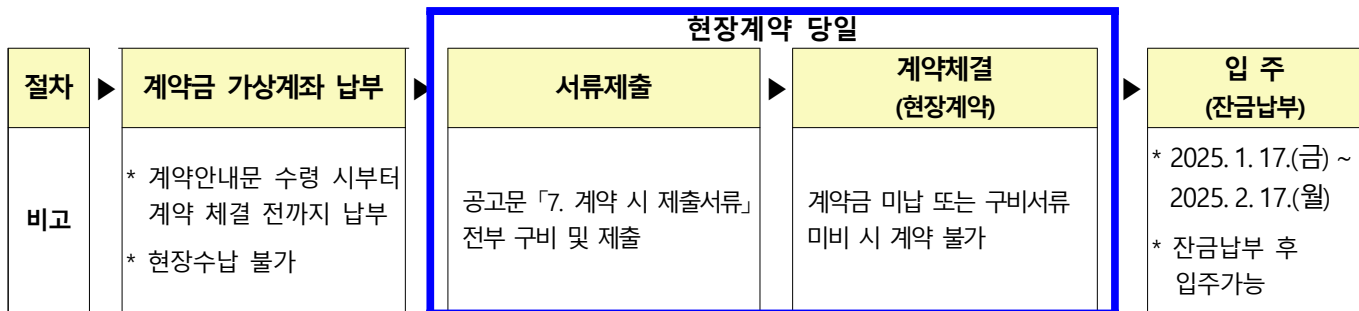 현장계약 당일
절차 ▶ 계약금 가상계좌 납부 ▶ 서류제출 ▶ 계약체결
(현장계약) ▶ 입 주
(잔금납부)
비고
* 계약안내문 수령 시부터
계약 체결 전까지 납부
* 현장수납 불가
공고문 「7. 계약 시 제출서류」
전부 구비 및 제출
계약금 미납 또는 구비서류
미비 시 계약 불가
* 2025. 1. 17.(금) ~
2025. 2. 17.(월)
* 잔금납부 후
입주가능